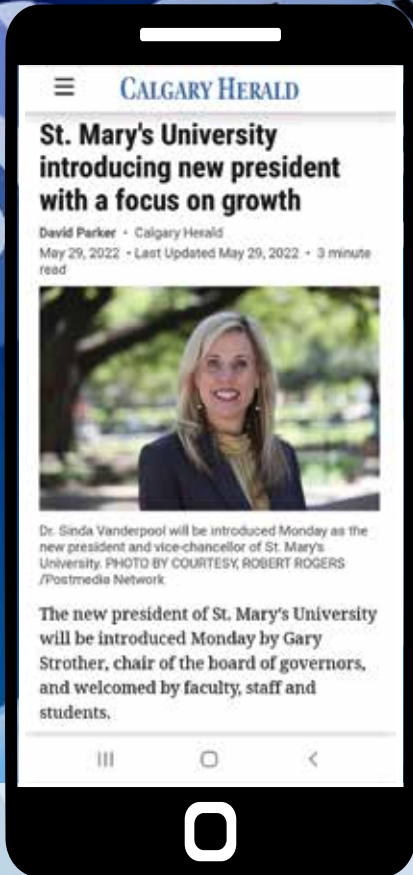 CALGARY HERALD
St. Mary's University
introducing new president
with a focus on growth
David Parker • Calgary Herald
May 29, 2022 • Last Updated May 29, 2022 • 3 minute
read
Dr. Sinda Vanderpool will be introduced Monday as the
new president and vice-chancellor of St. Mary's
University. PHOTO BY COURTESY, ROBERT ROGERS
/Postmedia Network
The new president of St. Mary's University
will be introduced Monday by Gary
Strother, chair of the board of governors,
and welcomed by faculty, staff and
students.